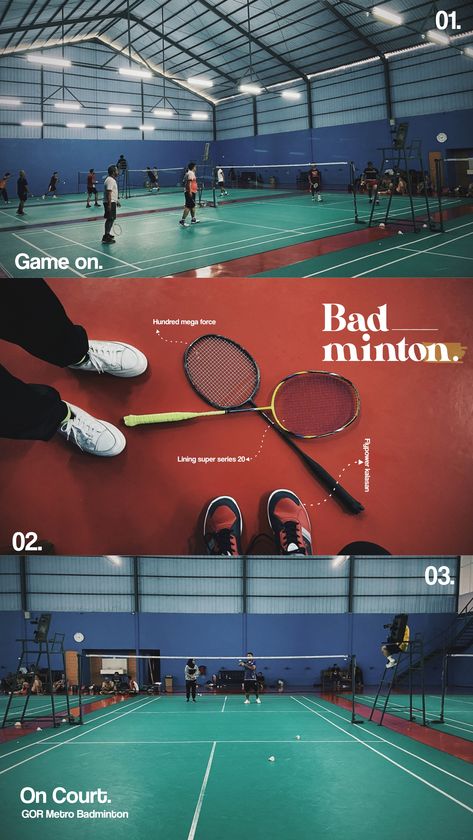 01.
Game on.
Bad
minton.
Hundred mega force
Lining super series 20
Flypower kalasan
02.
03.
On Court.
GOR Metro Badminton